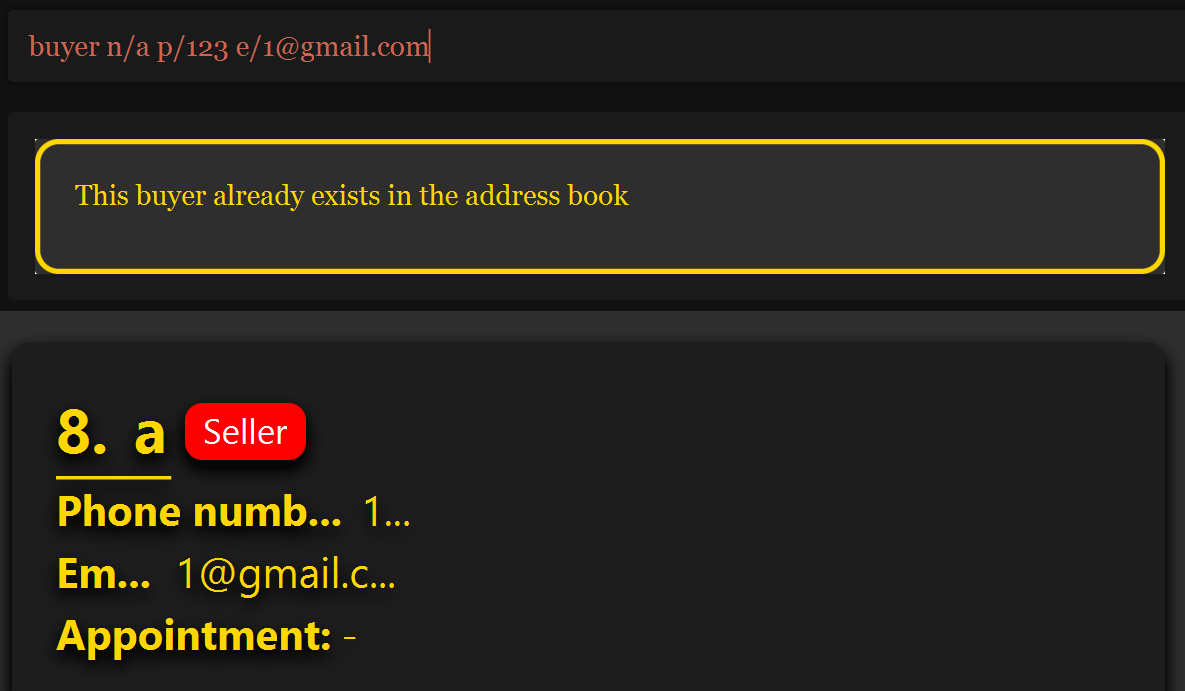 buyer n/a p/123 e/1@gmail.com
This buyer already exists in the address book
8. a Seller
Phone numb... 1...
Em... 1@gmail.c...
Appointment: -